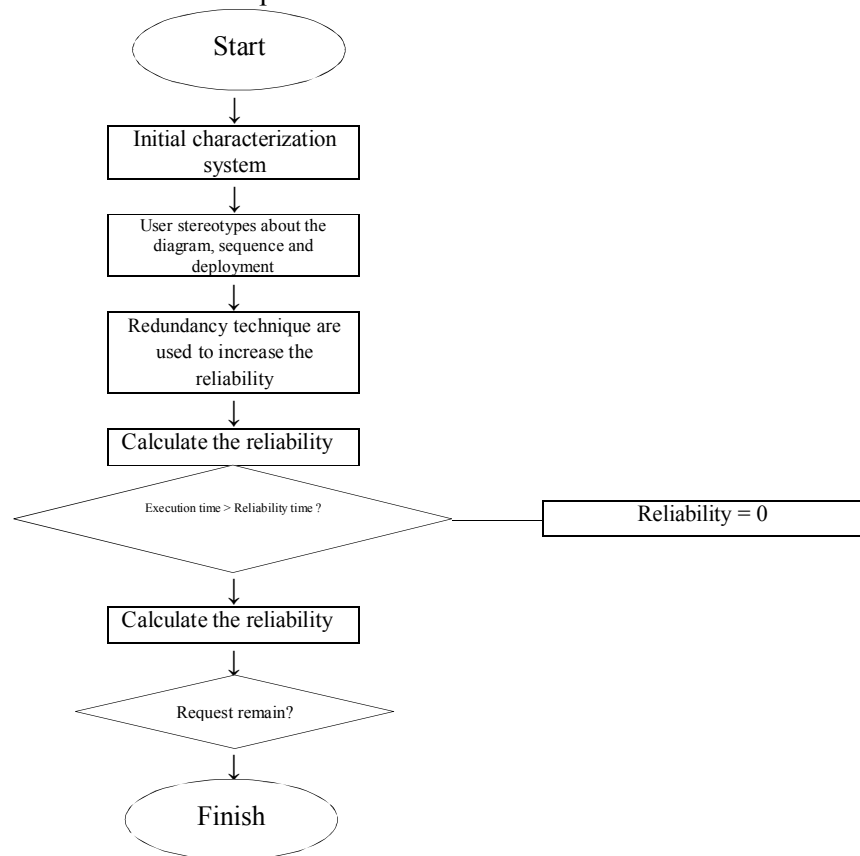 Start
Initial characterization
system
User stereotypes about the
diagram, sequence and
deployment
Redundancy technique are
used to increase the
reliability
Calculate the reliability
Execution time > Reliability time ?
Reliability = 0
Calculate the reliability
Request remain?
Finish